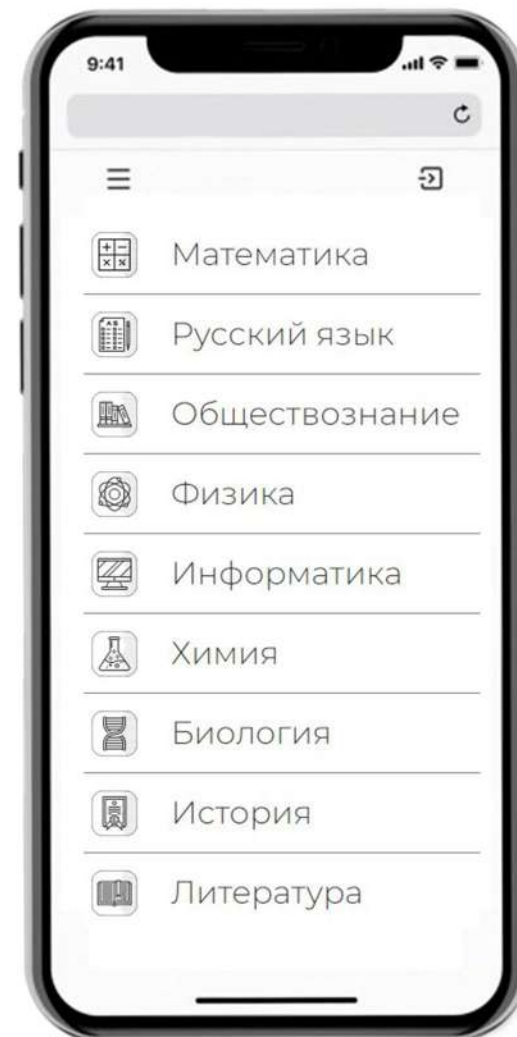 9:41
Математика
Русский язык
Обществознание
Физика
Информатика
Химия
Биология
История
Литература